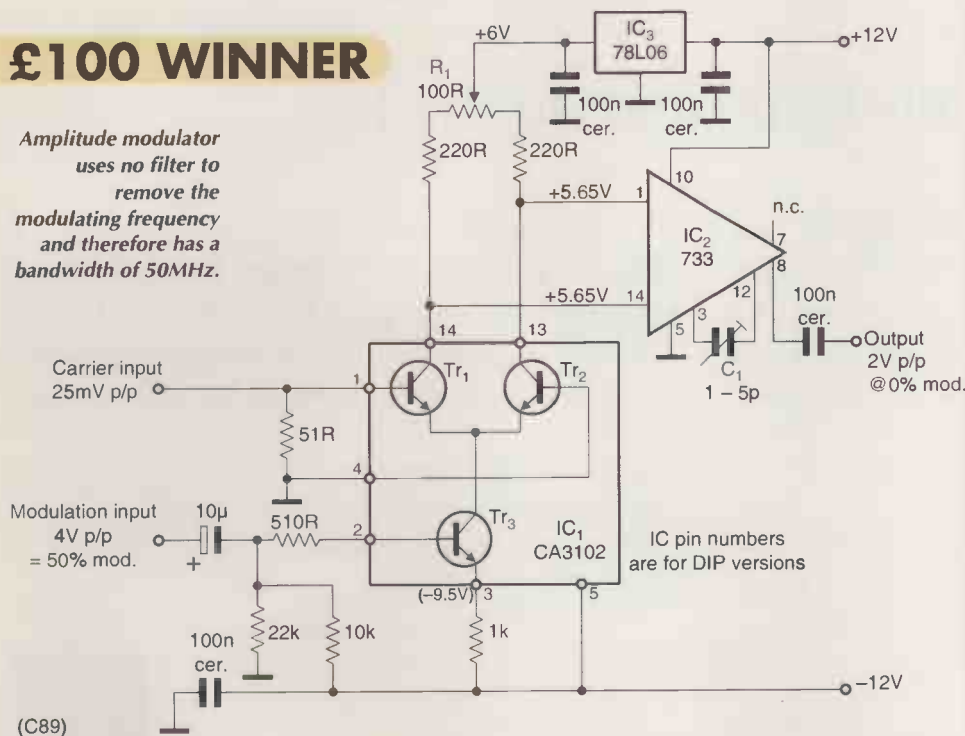 £100 WINNER
Amplitude modulator
uses no filter to
remove the
modulating frequency
and therefore has a
bandwidth of 50MHz.
+6V
IC3
78L06
+12V
R1
100R
100n
cer.
100n
cer.
220R
220R
+5.65V
1
10
n.c.
7
IC2
733
8
12
+5.65V
14
3
5
100n
cer.
C1
1 – 5p
Output
2V p/p
@0% mod.
14
13
Carrier input
25mV p/p
1
Tr1
Tr2
51R
4
Modulation input
4V p/p
= 50% mod.
10µ
+
510R
2
Tr3
IC1
CA3102
IC pin numbers
are for DIP versions
(–9.5V)
3
5
22k
10k
1k
100n
cer.
–12V
(C89)